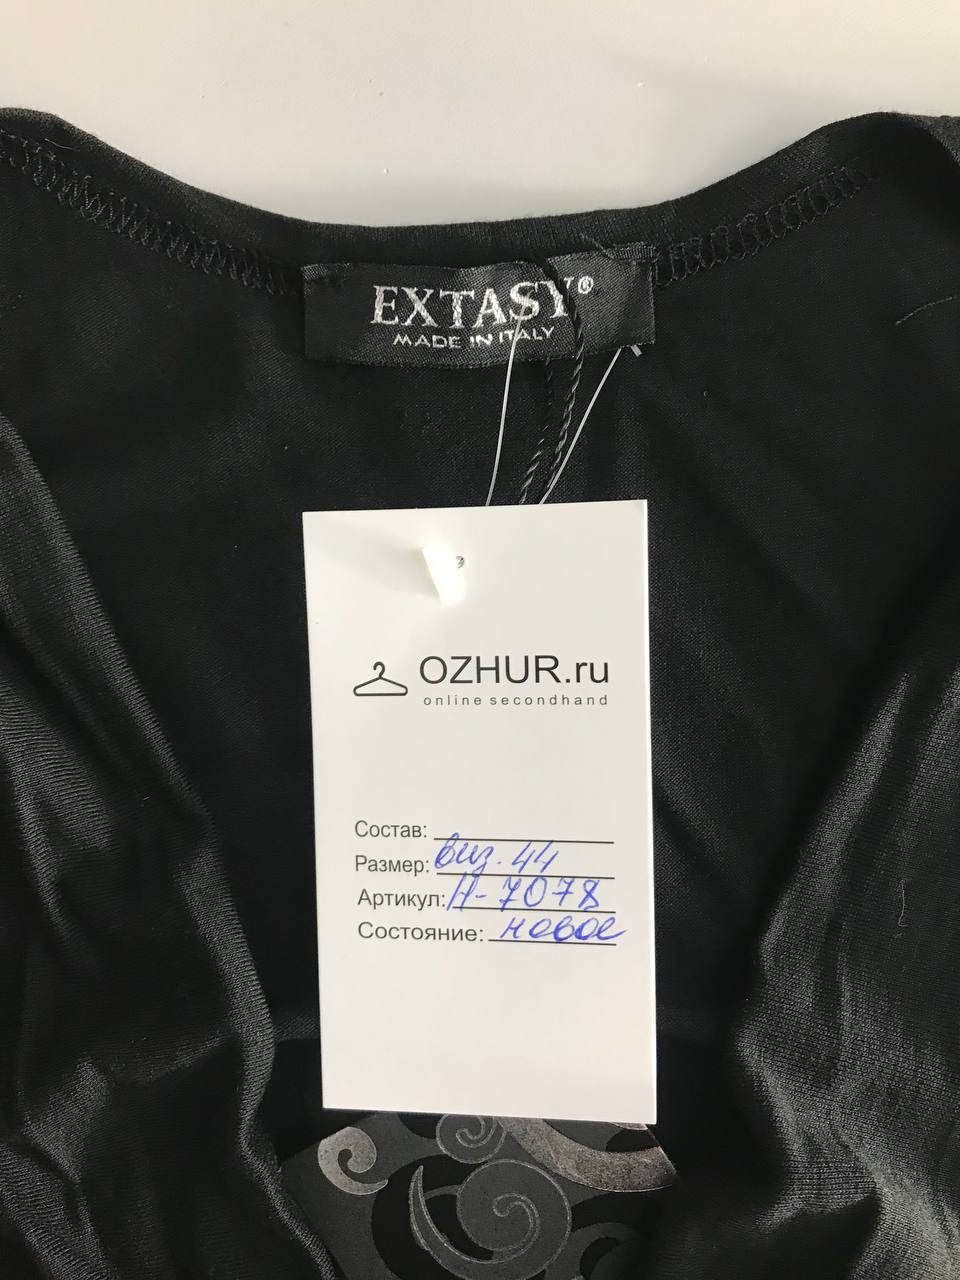 EXTASY®
MADE IN ITALY
OZHUR.ru
online secondhand
Состав:
Размер: виз. 44
Артикул: Н-7078
Состояние: новое